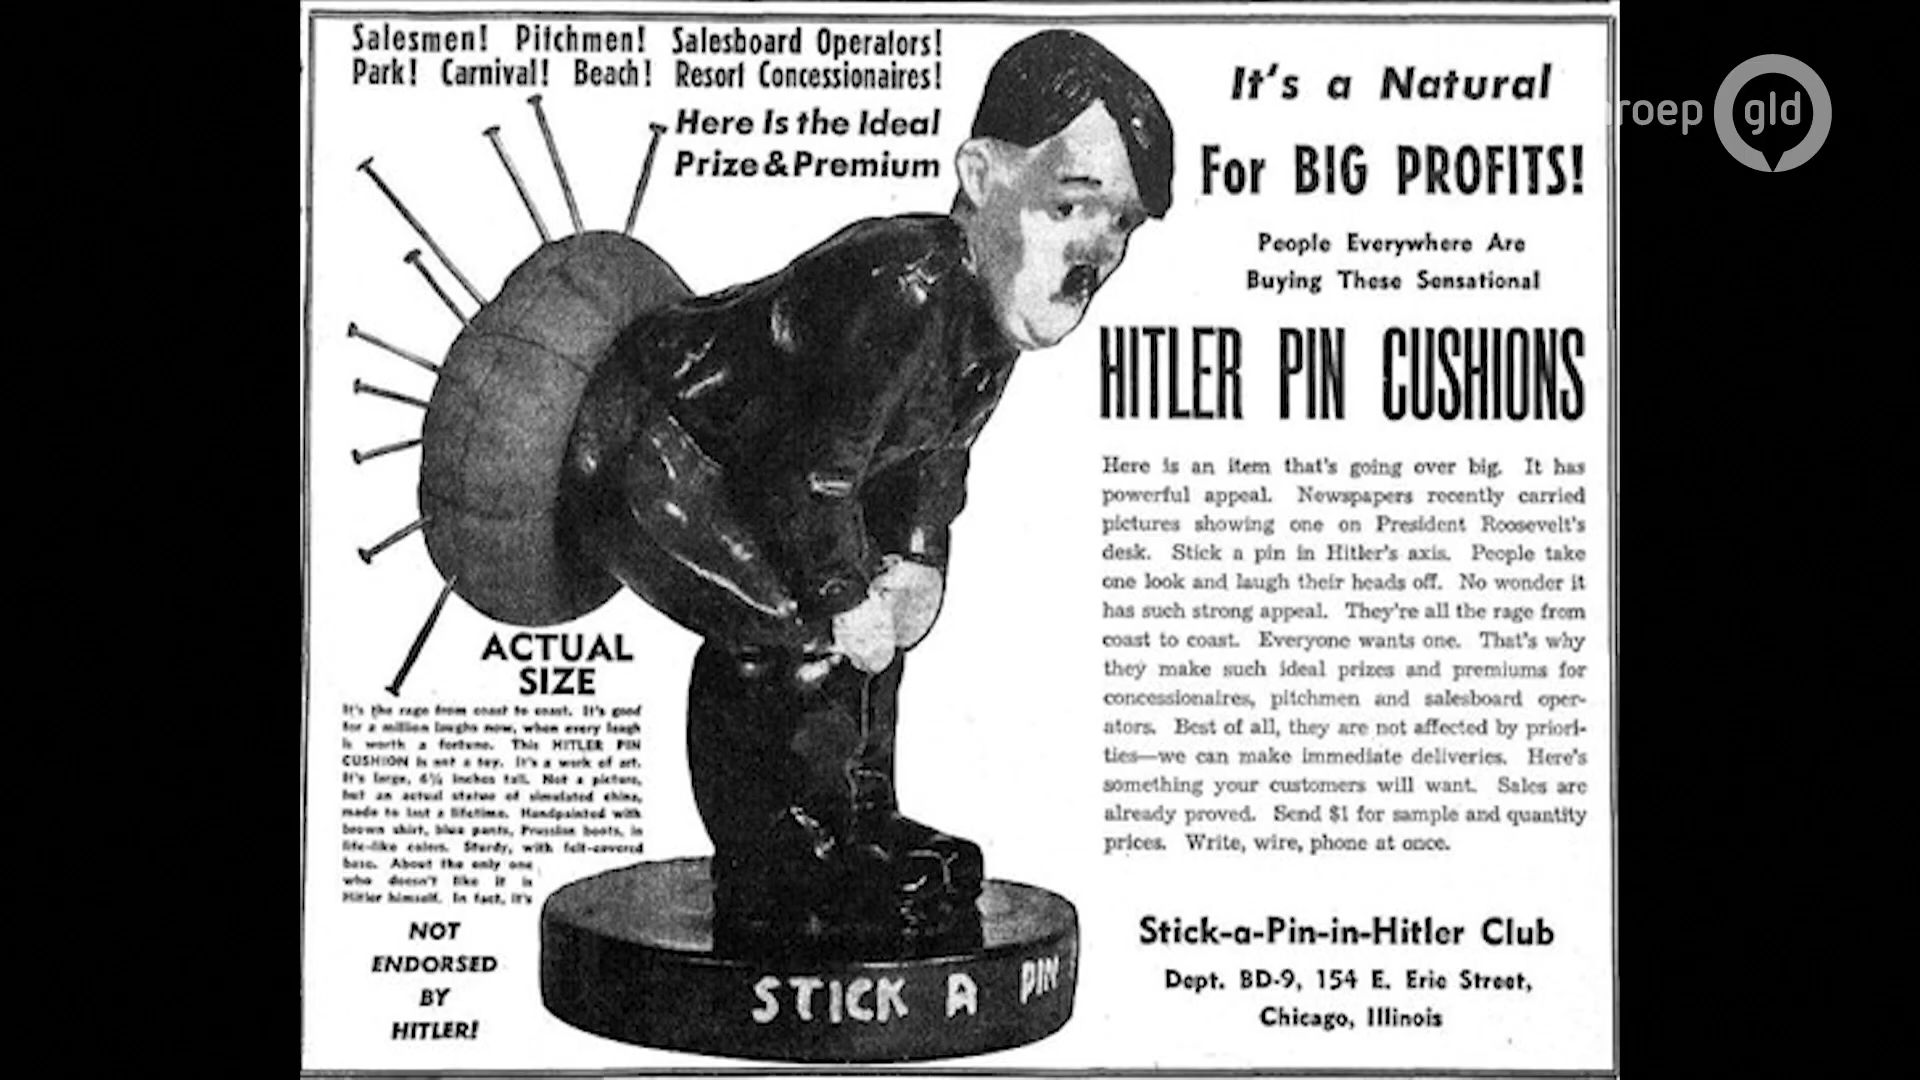 Salesmen! Pitchmen! Salesboard Operators!
Park! Carnival! Beach! Resort Concessionaires!
Here Is the Ideal
Prize & Premium
ACTUAL
SIZE
It's the rage from coast to coast. It's good
for a million laughs now, when every laugh
is worth a fortune. This HITLER PIN
CUSHION is not a toy. It's a work of art.
It's large, 4½ inches tall. Not a picture,
but an actual statue of simulated china,
made to last a lifetime. Handpainted with
brown shirt, blue pants, Prussian boots, in
life-like colors. Sturdy, with felt-covered
base. About the only one
who doesn't like it is
Hitler himself. In fact, it's
NOT
ENDORSED
BY
HITLER!
STICK A PIN
It's a Natural
For BIG PROFITS!
People Everywhere Are
Buying These Sensational
HITLER PIN CUSHIONS
Here is an item that's going over big. It has
powerful appeal. Newspapers recently carried
pictures showing one on President Roosevelt's
desk. Stick a pin in Hitler's axis. People take
one look and laugh their heads off. No wonder it
has such strong appeal. They're all the rage from
coast to coast. Everyone wants one. That's why
they make such ideal prizes and premiums for
concessionaires, pitchmen and salesboard oper-
ators. Best of all, they are not affected by priori-
ties—we can make immediate deliveries. Here's
something your customers will want. Sales are
already proved. Send $1 for sample and quantity
prices. Write, wire, phone at once.
Stick-a-Pin-in-Hitler Club
Dept. BD-9, 154 E. Erie Street,
Chicago, Illinois
roep gld